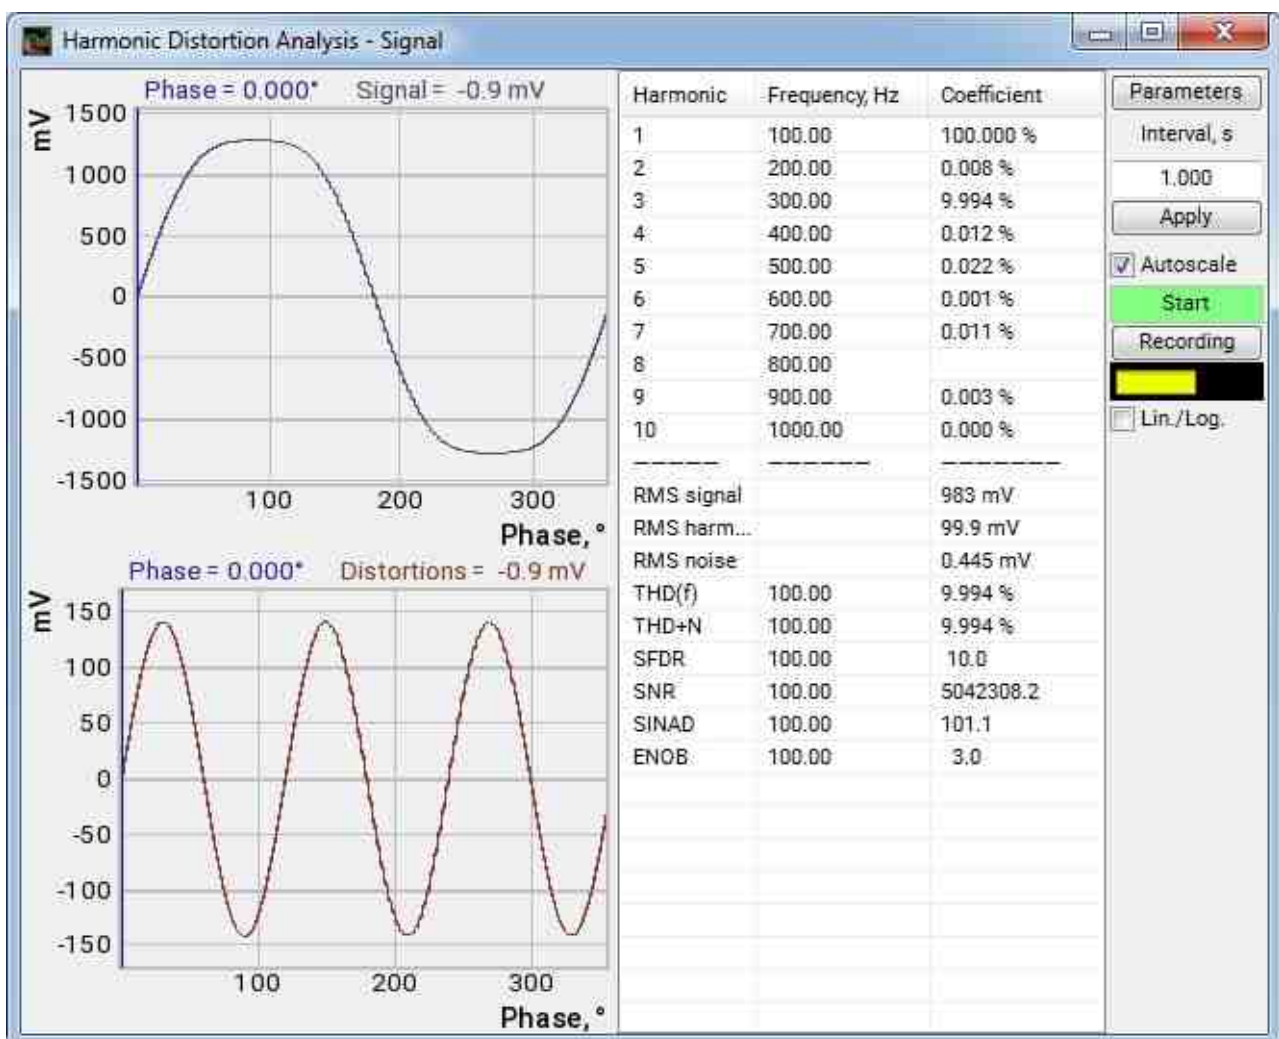 Harmonic Distortion Analysis - Signal
Phase = 0.000° Signal = -0.9 mV
mV
1500
1000
500
0
-500
-1000
-1500
100 200 300
Phase, °
Phase = 0.000° Distortions = -0.9 mV
mV
150
100
50
0
-50
-100
-150
100 200 300
Phase, °
Harmonic Frequency, Hz Coefficient
1 100.00 100.000 %
2 200.00 0.008 %
3 300.00 9.994 %
4 400.00 0.012 %
5 500.00 0.022 %
6 600.00 0.001 %
7 700.00 0.011 %
8 800.00
9 900.00 0.003 %
10 1000.00 0.000 %
----- ------ -------
RMS signal 983 mV
RMS harm... 99.9 mV
RMS noise 0.445 mV
THD(f) 100.00 9.994 %
THD+N 100.00 9.994 %
SFDR 100.00 10.0
SNR 100.00 5042308.2
SINAD 100.00 101.1
ENOB 100.00 3.0
Parameters
Interval, s
1.000
Apply
Autoscale
Start
Recording
Lin./Log.